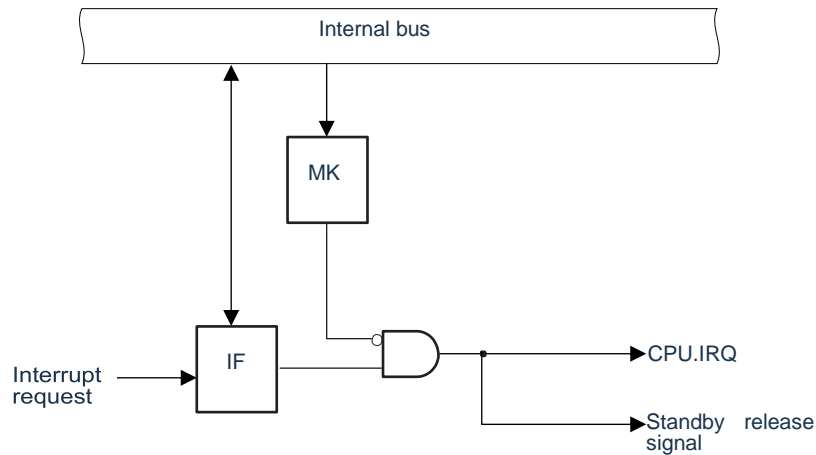 Internal bus
MK
IF
Interrupt
request
CPU.IRQ
Standby release
signal